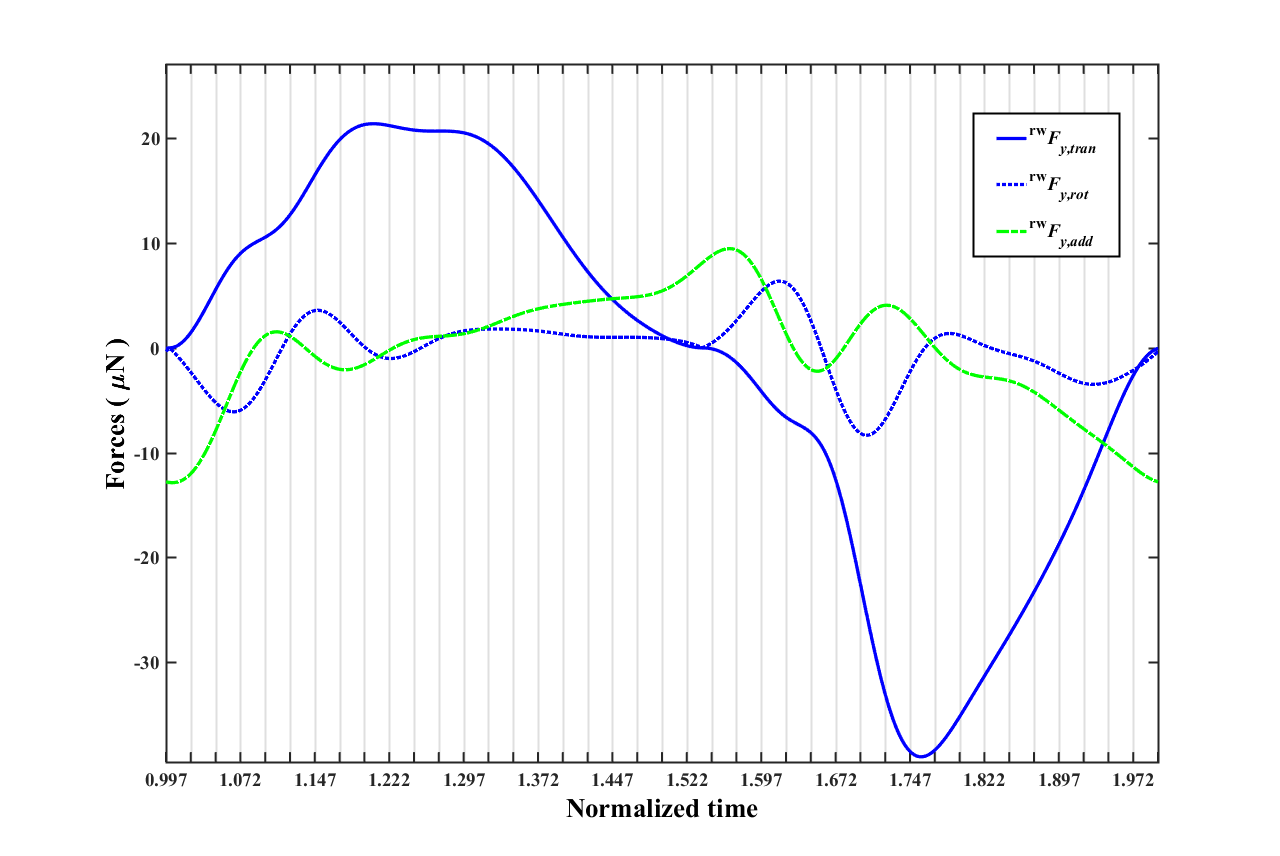 20
10
0
-10
-20
-30
Forces ( μN )
0.997 1.072 1.147 1.222 1.297 1.372 1.447 1.522 1.597 1.672 1.747 1.822 1.897 1.972
Normalized time
rwFy,tran
rwFy,rot
rwFy,add